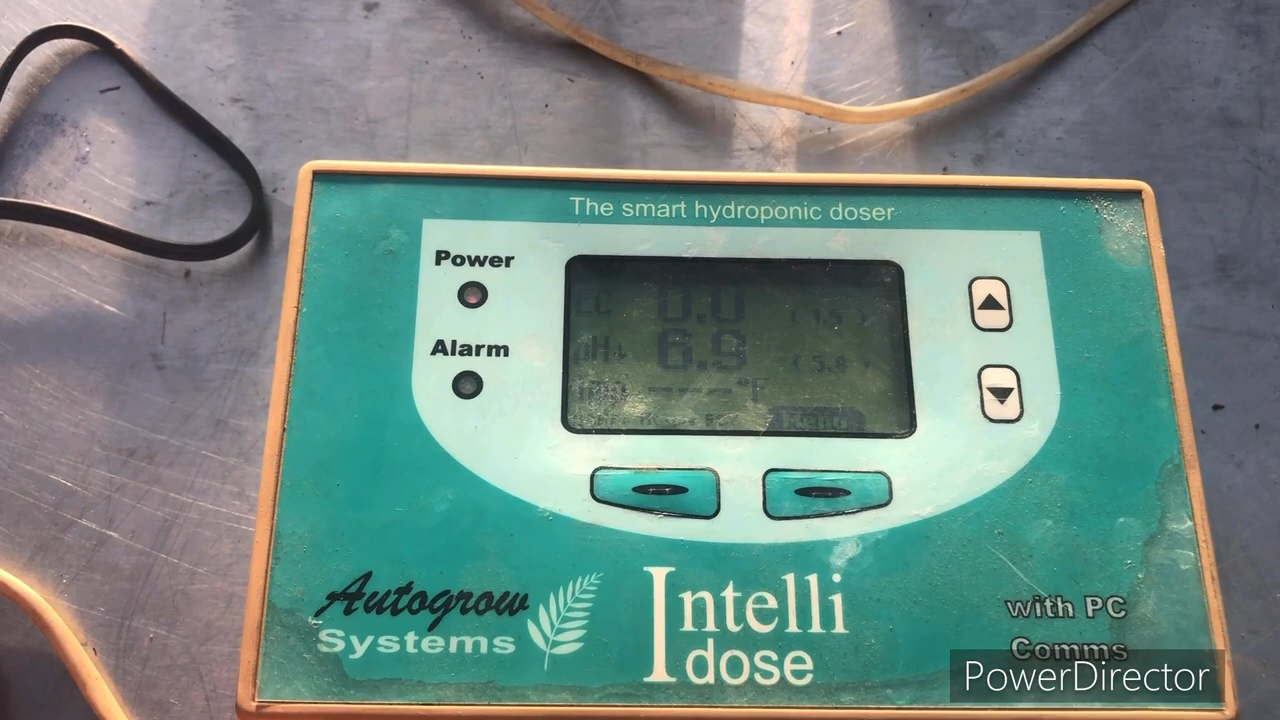 The smart hydroponic doser
Power
Alarm
EC 0.0 (1.5)
pH↓ 6.9 (5.8)
---°F
Menu
Autogrow
Systems
Intelli
dose
with PC
Comms
PowerDirector